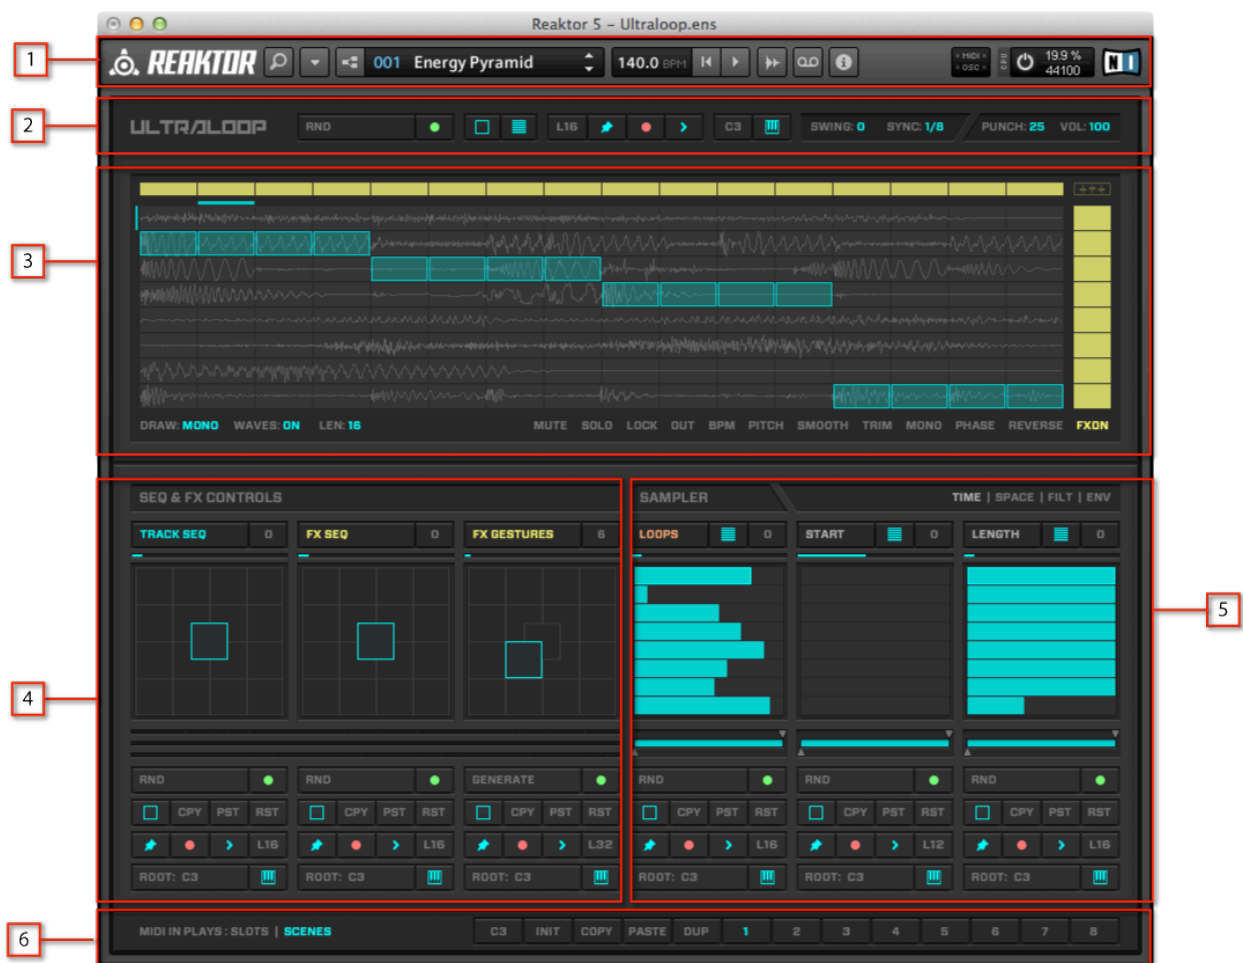 Reaktor 5 – Ultraloop.ens
1
REAKTOR 001 Energy Pyramid 140.0 BPM MIDI OSC CPU 19.9 % 44100 NI
2
ULTRALOOP RND L16 C3 SWING: 0 SYNC: 1/8 PUNCH: 25 VOL: 100
3
DRAW: MONO WAVES: ON LEN: 16 MUTE SOLO LOCK OUT BPM PITCH SMOOTH TRIM MONO PHASE REVERSE FXON
SEQ & FX CONTROLS SAMPLER TIME | SPACE | FILT | ENV
TRACK SEQ 0 FX SEQ 0 FX GESTURES 6 LOOPS 0 START 0 LENGTH 0
5
4
RND RND GENERATE RND RND RND
CPY PST RST CPY PST RST CPY PST RST CPY PST RST CPY PST RST CPY PST RST
L16 L16 L32 L16 L12 L16
ROOT: C3 ROOT: C3 ROOT: C3 ROOT: C3 ROOT: C3 ROOT: C3
6
MIDI IN PLAYS : SLOTS | SCENES C3 INIT COPY PASTE DUP 1 2 3 4 5 6 7 8